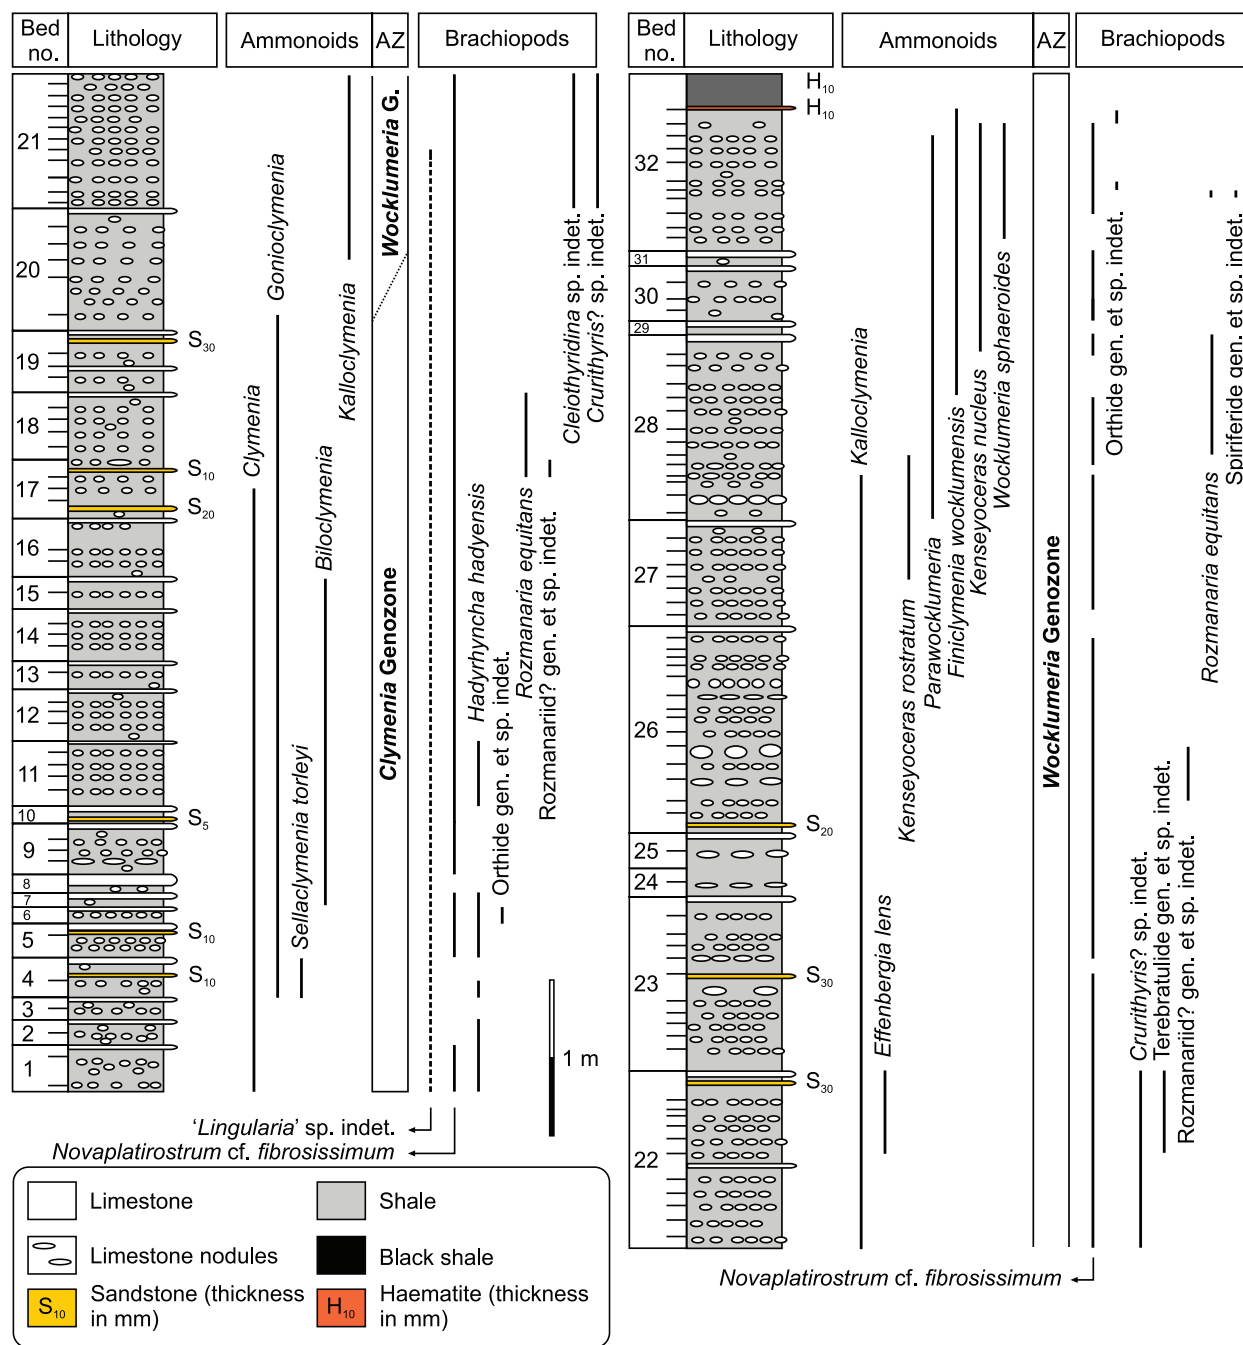 Bed no.
Lithology
Ammonoids
AZ
Brachiopods
21
20
19
18
17
16
15
14
13
12
11
10
9
8
7
6
5
4
3
2
1
S30
S10
S20
S5
S10
S10
Clymenia
Gonioclymenia
Sellaclymenia torleyi
Biloclymenia
Kalloclymenia
Wocklumeria G.
Clymenia Genozone
Hadyrhyncha hadyensis
Orthide gen. et sp. indet.
Rozmanaria equitans
Rozmanariid? gen. et sp. indet.
Cleiothyridina sp. indet.
Crurithyris? sp. indet.
1 m
‘Lingularia’ sp. indet.
Novaplatirostrum cf. fibrosissimum
Limestone
Shale
Limestone nodules
Black shale
S10
Sandstone (thickness
in mm)
H10
Haematite (thickness
in mm)
Bed no.
Lithology
Ammonoids
AZ
Brachiopods
32
31
30
29
28
27
26
25
24
23
22
H10
H10
S20
S30
S30
Kalloclymenia
Effenbergia lens
Kenseyoceras rostratum
Parawocklumeria
Finiclymenia wocklumensis
Kenseyoceras nucleus
Wocklumeria sphaeroides
Wocklumeria Genozone
Orthide gen. et sp. indet.
Crurithyris? sp. indet.
Terebratulide gen. et sp. indet.
Rozmanariid? gen. et sp. indet.
Rozmanaria equitans
Spiriferide gen. et sp. indet.
Novaplatirostrum cf. fibrosissimum